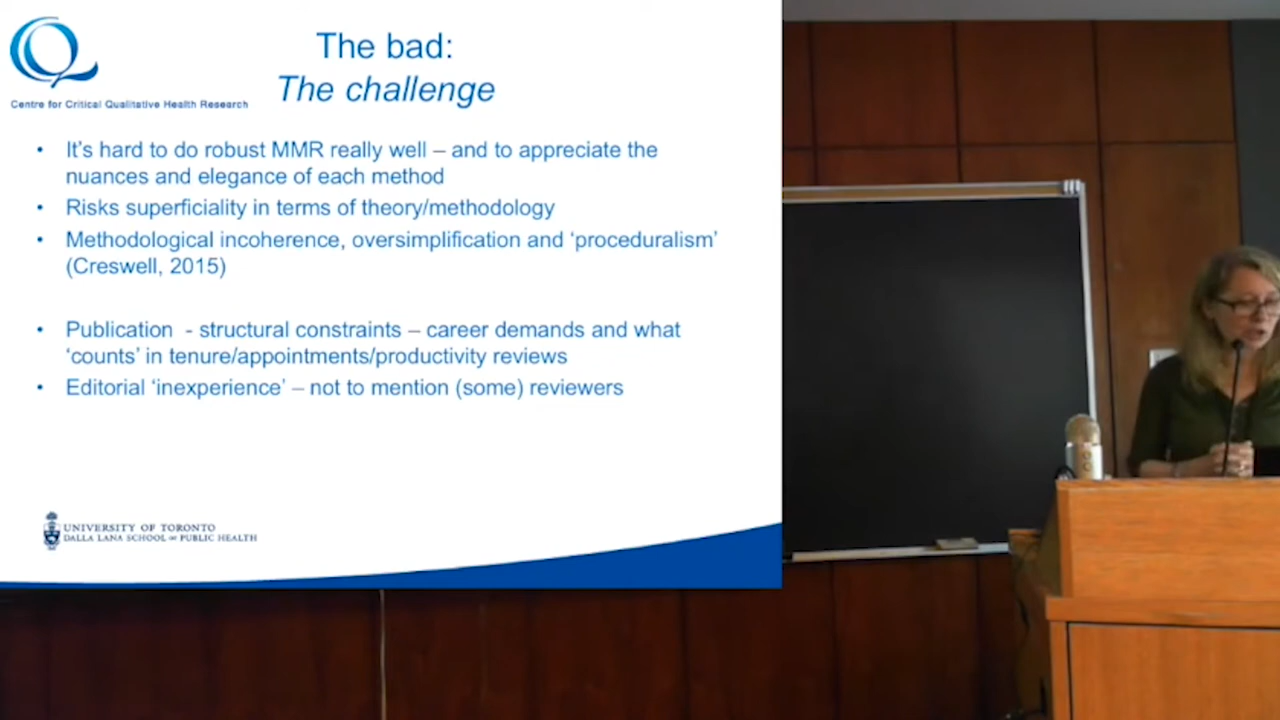 The bad:
The challenge
Centre for Critical Qualitative Health Research
• It's hard to do robust MMR really well – and to appreciate the
nuances and elegance of each method
• Risks superficiality in terms of theory/methodology
• Methodological incoherence, oversimplification and ‘proceduralism’
(Creswell, 2015)
• Publication - structural constraints – career demands and what
‘counts’ in tenure/appointments/productivity reviews
• Editorial ‘inexperience’ – not to mention (some) reviewers
UNIVERSITY OF TORONTO
DALLA LANA SCHOOL OF PUBLIC HEALTH